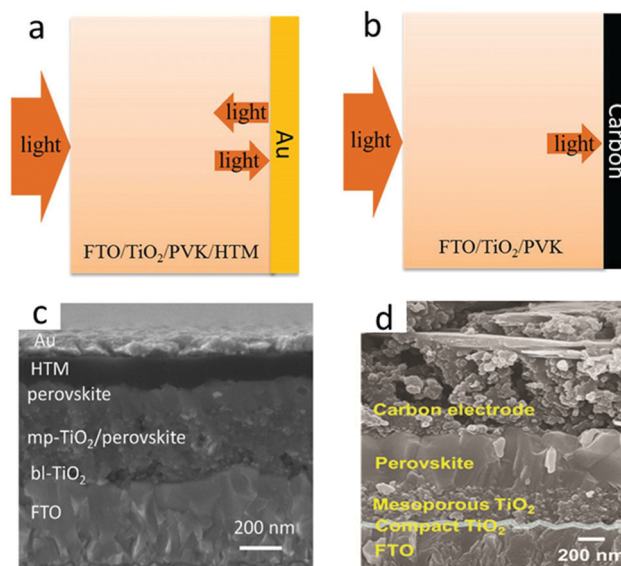 a
light
light
light
Au
FTO/TiO₂/PVK/HTM
b
light
light
Carbon
FTO/TiO₂/PVK
c
Au
HTM
perovskite
mp-TiO₂/perovskite
bl-TiO₂
FTO
200 nm
d
Carbon electrode
Perovskite
Mesoporous TiO₂
Compact TiO₂
FTO
200 nm